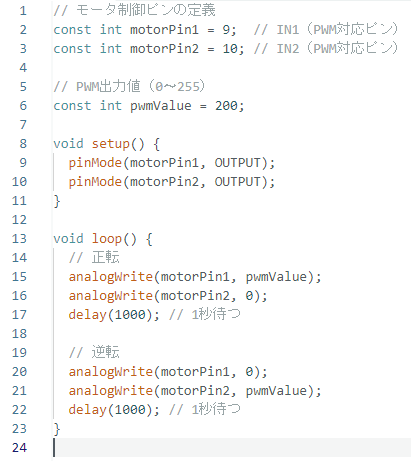 1 // モータ制御ピンの定義
2 const int motorPin1 = 9;  // IN1（PWM対応ピン）
3 const int motorPin2 = 10; // IN2（PWM対応ピン）
4
5 // PWM出力値（0～255）
6 const int pwmValue = 200;
7
8 void setup() {
9   pinMode(motorPin1, OUTPUT);
10   pinMode(motorPin2, OUTPUT);
11 }
12
13 void loop() {
14   // 正転
15   analogWrite(motorPin1, pwmValue);
16   analogWrite(motorPin2, 0);
17   delay(1000); // 1秒待つ
18
19   // 逆転
20   analogWrite(motorPin1, 0);
21   analogWrite(motorPin2, pwmValue);
22   delay(1000); // 1秒待つ
23 }
24